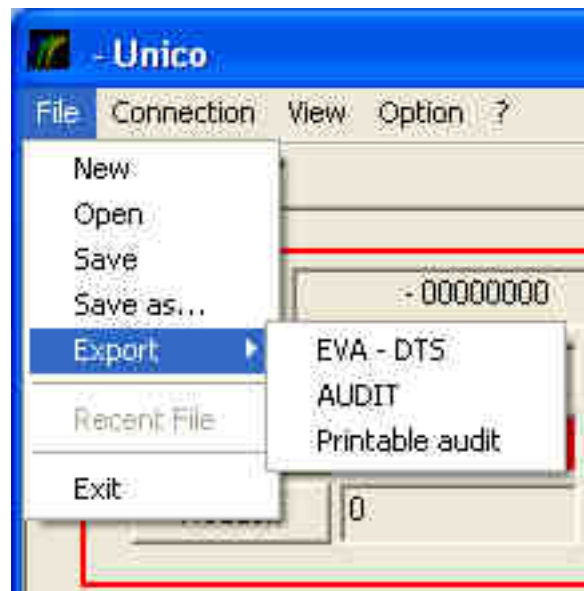 - Unico
File Connection View Option ?
New
Open
Save
Save as...
- 00000000
Export
EVA - DTS
AUDIT
Recent File
Printable audit
Exit
0